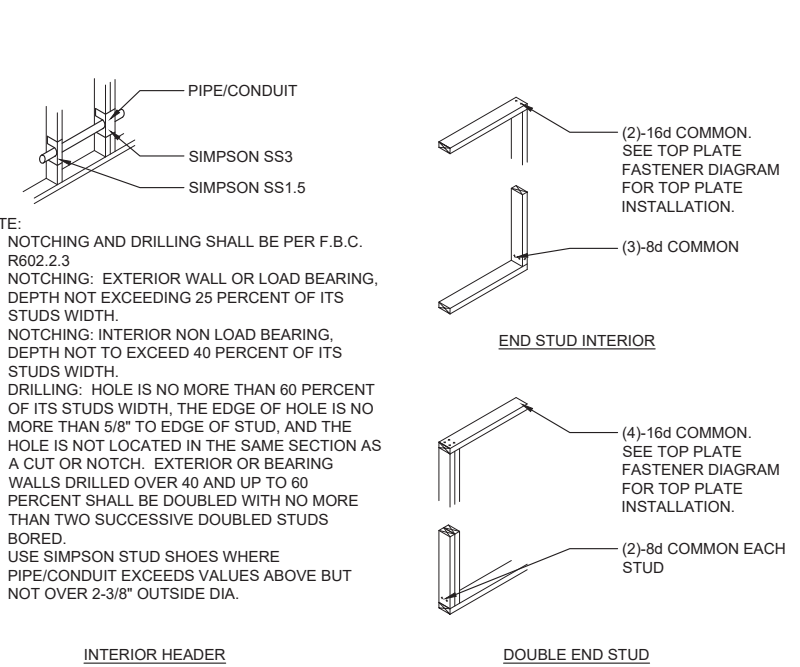 PIPE/CONDUIT
SIMPSON SS3
SIMPSON SS1.5
TE:
NOTCHING AND DRILLING SHALL BE PER F.B.C.
R602.2.3
NOTCHING: EXTERIOR WALL OR LOAD BEARING,
DEPTH NOT EXCEEDING 25 PERCENT OF ITS
STUDS WIDTH.
NOTCHING: INTERIOR NON LOAD BEARING,
DEPTH NOT TO EXCEED 40 PERCENT OF ITS
STUDS WIDTH.
DRILLING: HOLE IS NO MORE THAN 60 PERCENT
OF ITS STUDS WIDTH, THE EDGE OF HOLE IS NO
MORE THAN 5/8" TO EDGE OF STUD, AND THE
HOLE IS NOT LOCATED IN THE SAME SECTION AS
A CUT OR NOTCH. EXTERIOR OR BEARING
WALLS DRILLED OVER 40 AND UP TO 60
PERCENT SHALL BE DOUBLED WITH NO MORE
THAN TWO SUCCESSIVE DOUBLED STUDS
BORED.
USE SIMPSON STUD SHOES WHERE
PIPE/CONDUIT EXCEEDS VALUES ABOVE BUT
NOT OVER 2-3/8" OUTSIDE DIA.
INTERIOR HEADER
(2)-16d COMMON.
SEE TOP PLATE
FASTENER DIAGRAM
FOR TOP PLATE
INSTALLATION.
(3)-8d COMMON
END STUD INTERIOR
(4)-16d COMMON.
SEE TOP PLATE
FASTENER DIAGRAM
FOR TOP PLATE
INSTALLATION.
(2)-8d COMMON EACH
STUD
DOUBLE END STUD